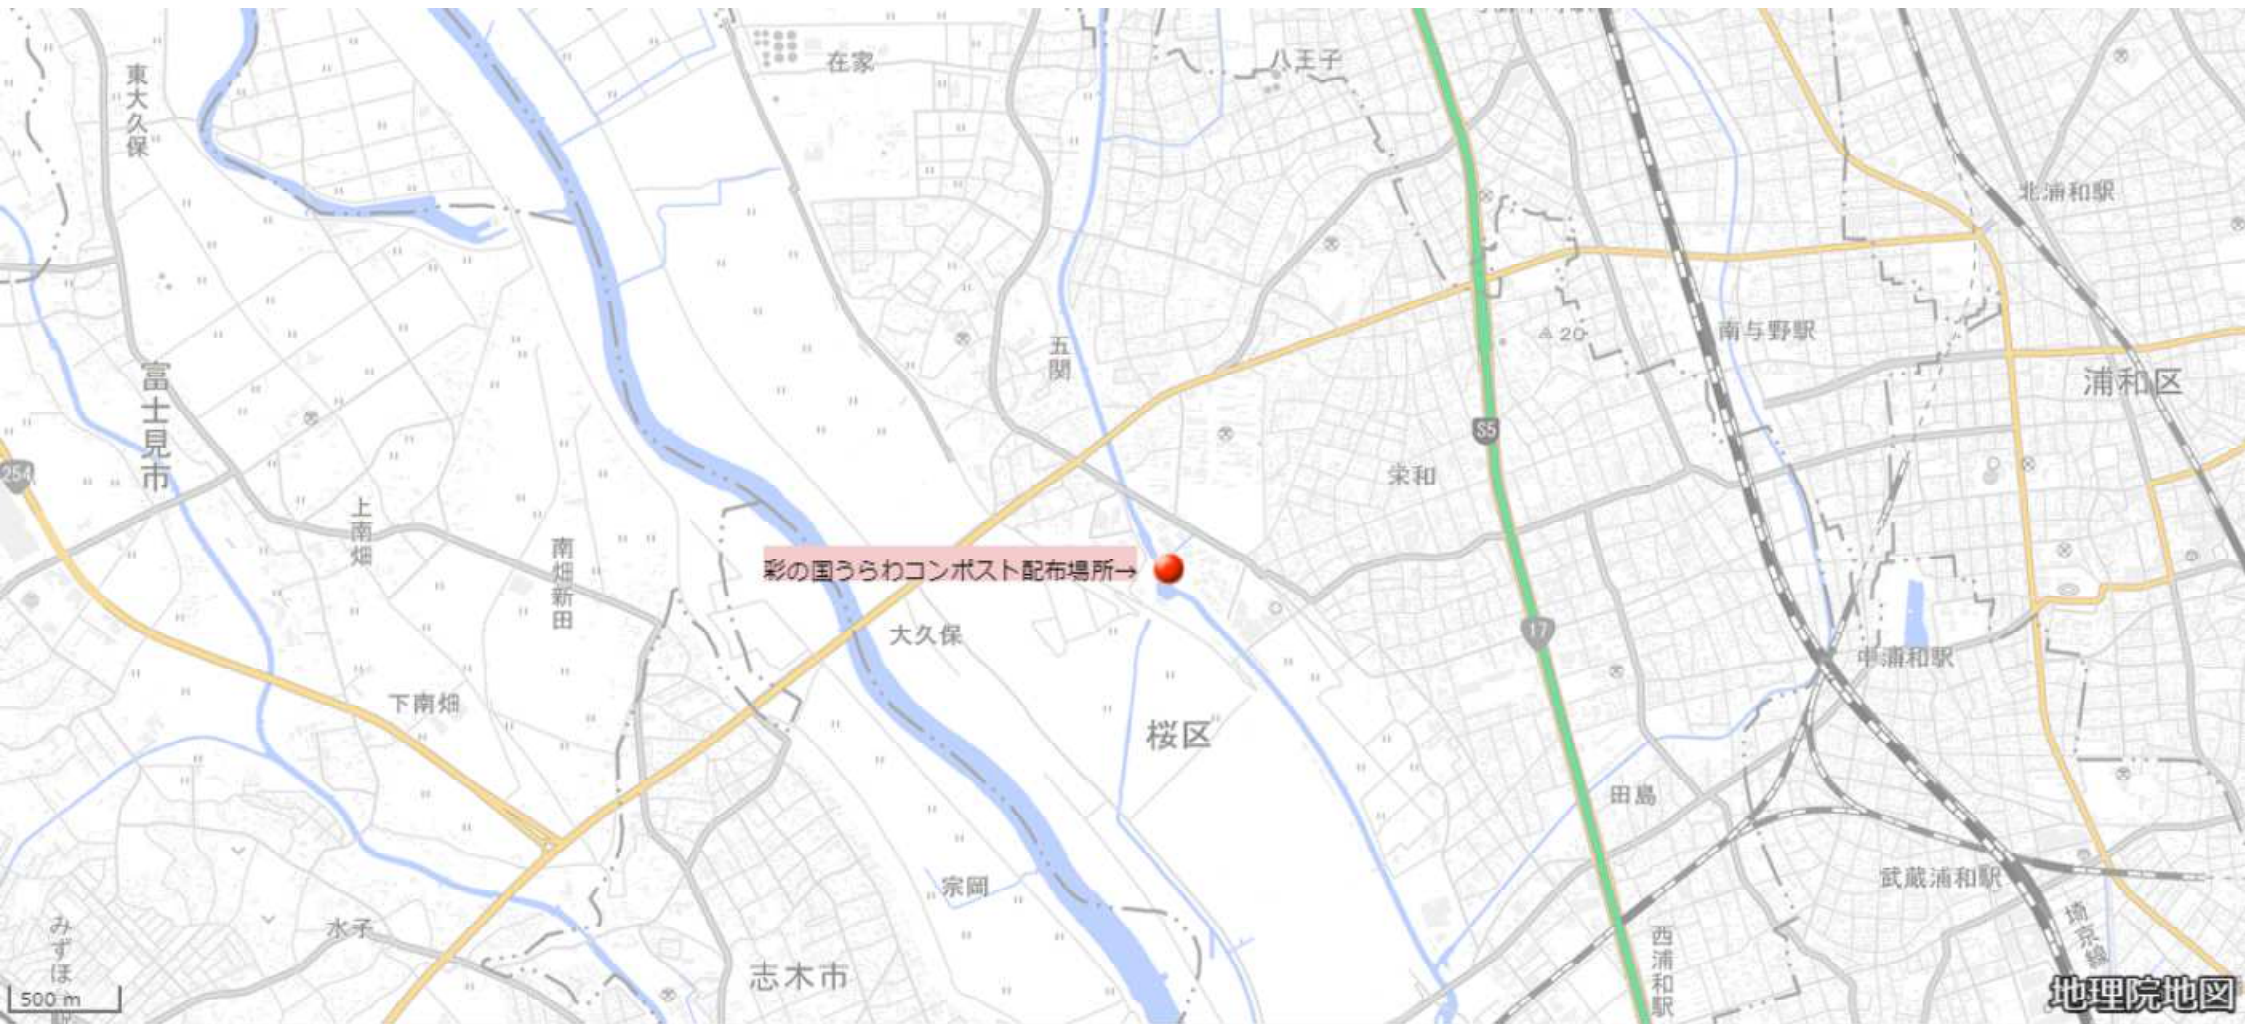 東大久保
在家
八王子
北浦和駅
南与野駅
20
五関
浦和区
富士見市
S5
栄和
254
上南畑
南畑新田
彩の国うらわコンポスト配布場所→
大久保
17
中浦和駅
下南畑
桜区
田島
宗岡
武蔵浦和駅
みずほ
水子
埼京線
西浦和駅
志木市
500 m
地理院地図